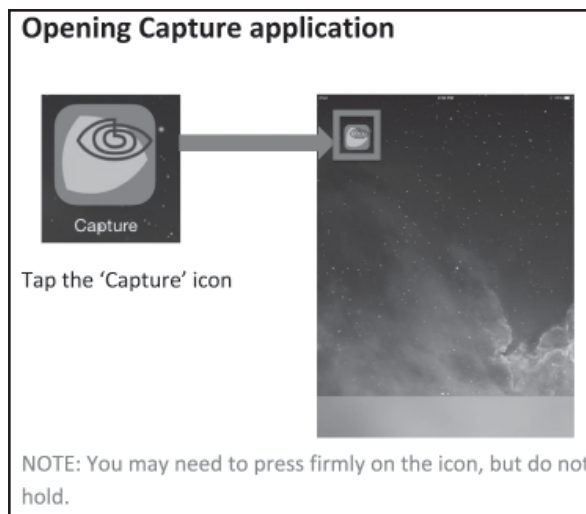 Opening Capture application
Capture
Tap the ‘Capture’ icon
NOTE: You may need to press firmly on the icon, but do not
hold.